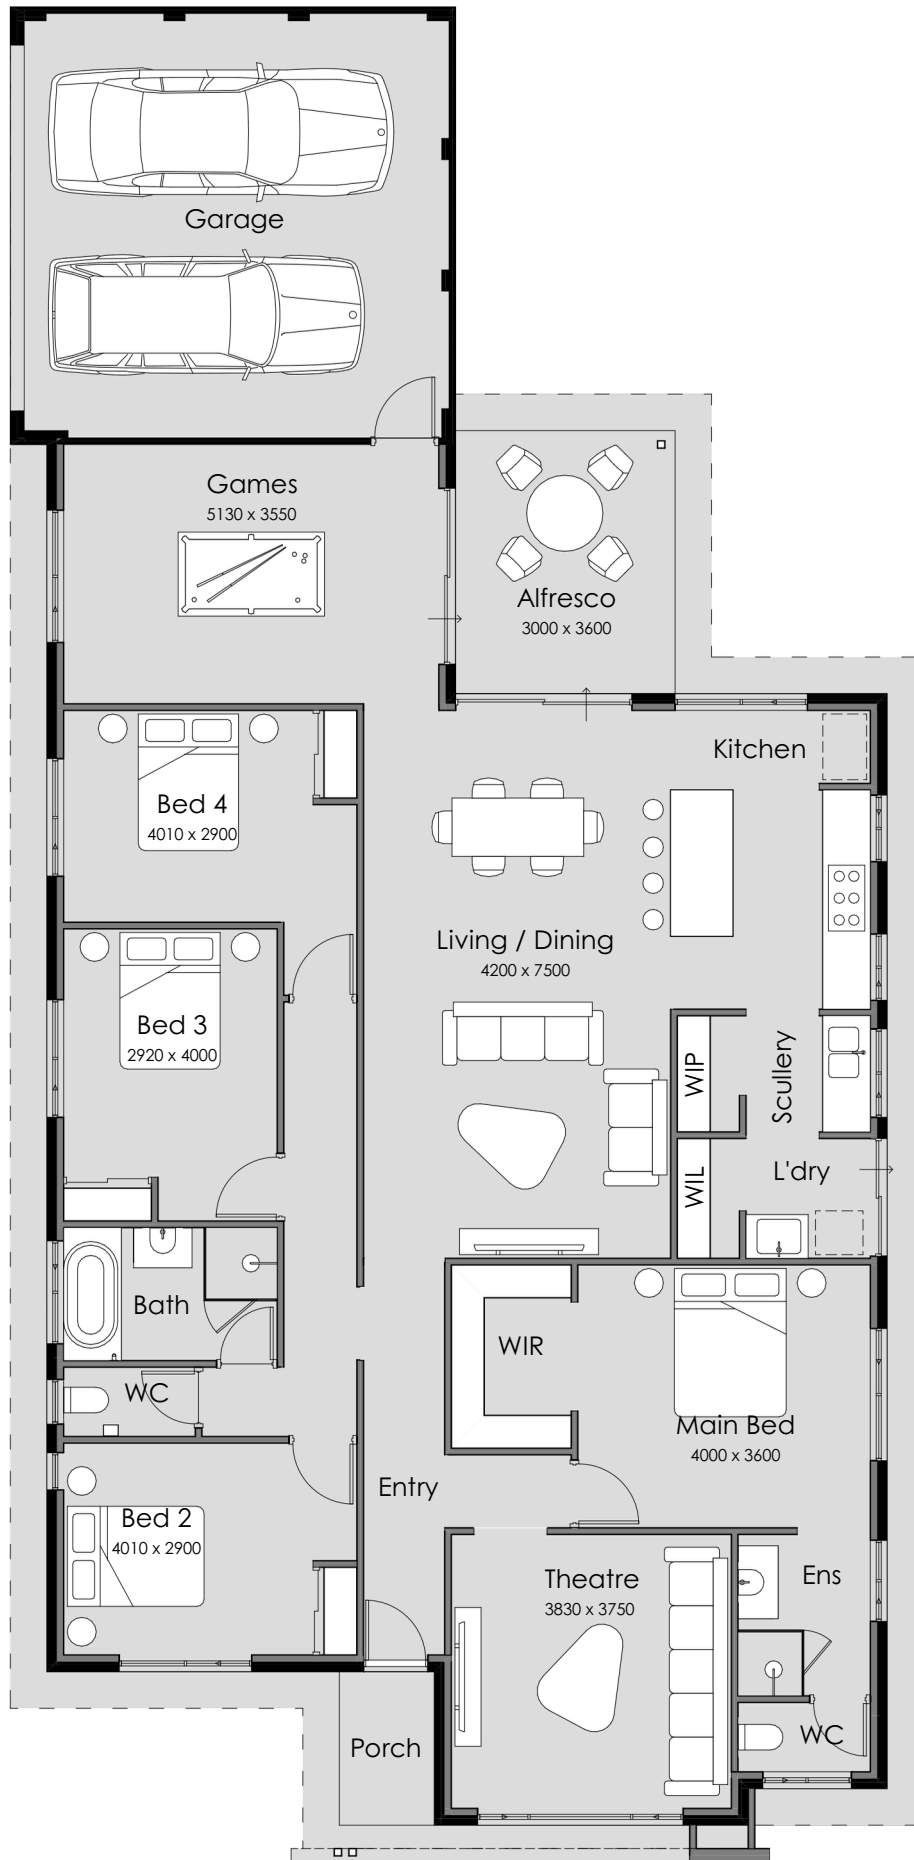 Garage
Games
5130 x 3550
Alfresco
3000 x 3600
Kitchen
Bed 4
4010 x 2900
Living / Dining
4200 x 7500
Bed 3
2920 x 4000
WIP
Scullery
WIL
L'dry
Bath
WIR
WC
Main Bed
4000 x 3600
Entry
Bed 2
4010 x 2900
Theatre
3830 x 3750
Ens
Porch
WC